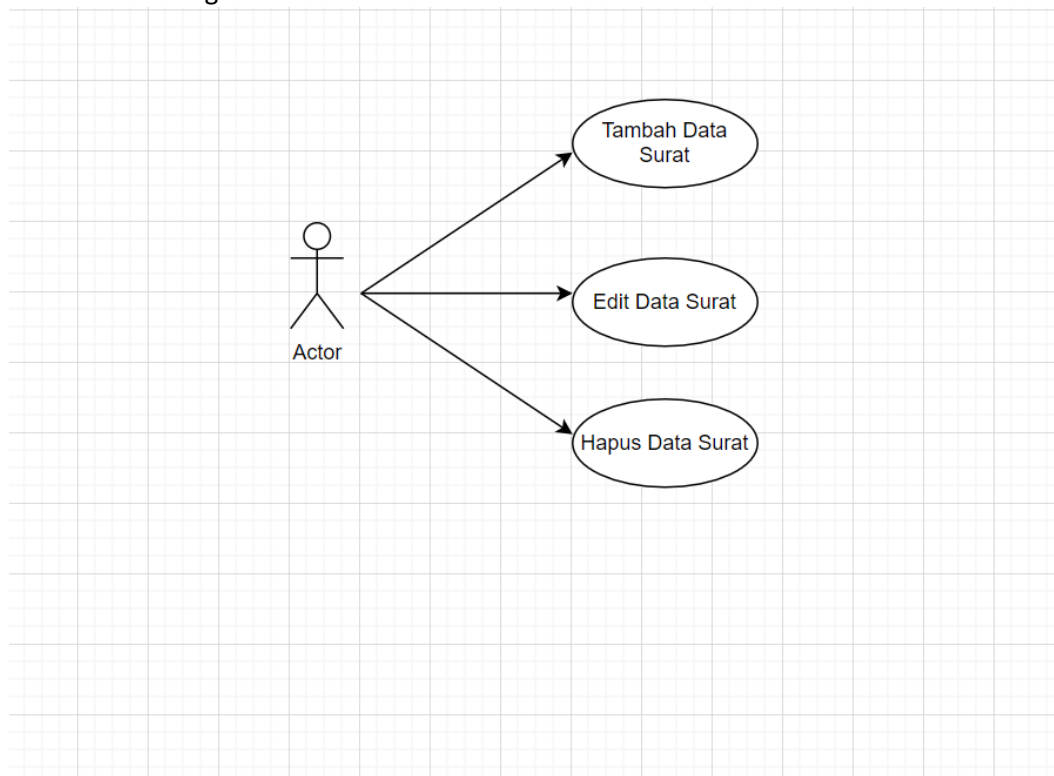 Tambah Data
Surat
Edit Data Surat
Actor
Hapus Data Surat